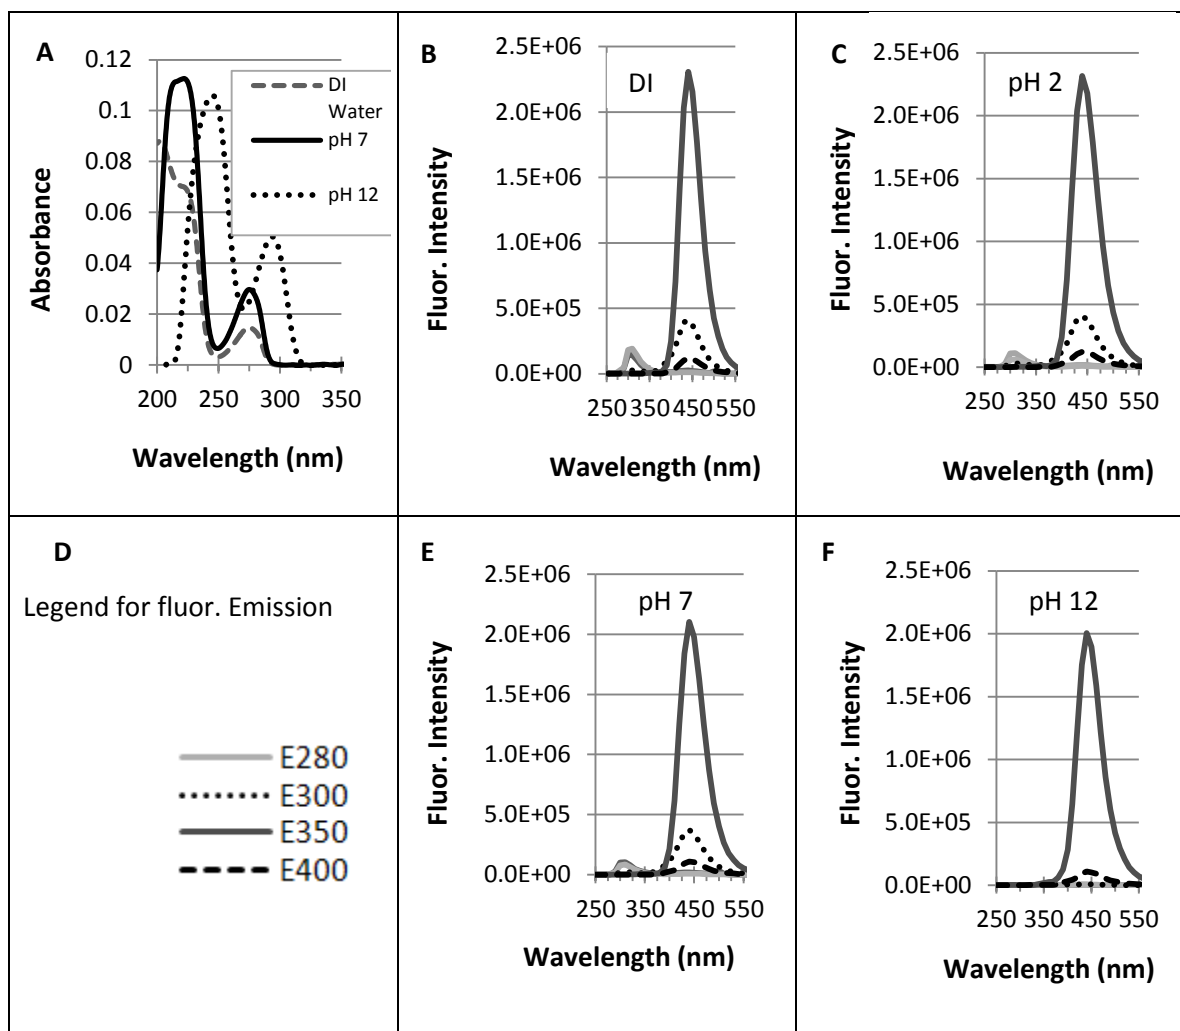 A
0.12
0.1
0.08
0.06
0.04
0.02
0
200 250 300 350
Absorbance
Wavelength (nm)
DI
Water
pH 7
pH 12
B
DI
2.5E+06
2.0E+06
1.5E+06
1.0E+06
5.0E+05
0.0E+00
250 350 450 550
Fluor. Intensity
Wavelength (nm)
C
pH 2
2.5E+06
2.0E+06
1.5E+06
1.0E+06
5.0E+05
0.0E+00
250 350 450 550
Fluor. Intensity
Wavelength (nm)
D
Legend for fluor. Emission
E280
E300
E350
E400
E
pH 7
2.5E+06
2.0E+06
1.5E+06
1.0E+06
5.0E+05
0.0E+00
250 350 450 550
Fluor. Intensity
Wavelength (nm)
F
pH 12
2.5E+06
2.0E+06
1.5E+06
1.0E+06
5.0E+05
0.0E+00
250 350 450 550
Fluor. Intensity
Wavelength (nm)